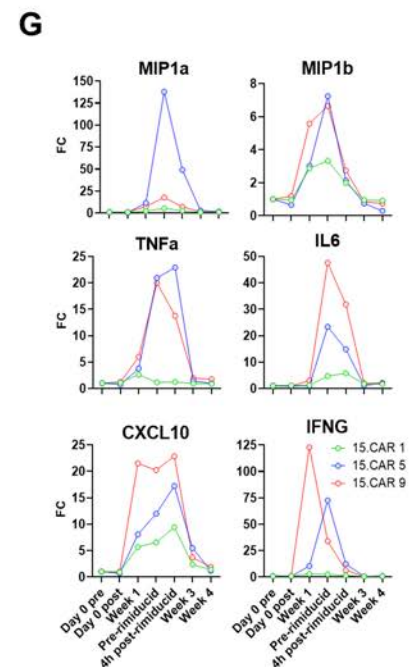 G
MIP1a
MIP1b
FC
150
125
100
75
50
25
0
8
6
4
2
0
TNFa
IL6
FC
25
20
15
10
5
0
50
40
30
20
10
0
CXCL10
IFNG
FC
25
20
15
10
5
0
125
100
75
50
25
0
15.CAR 1
15.CAR 5
15.CAR 9
Day 0 pre
Day 0 post
Week 1
Pre-rimiducid
4h post-rimiducid
Week 3
Week 4
Day 0 pre
Day 0 post
Week 1
Pre-rimiducid
4h post-rimiducid
Week 3
Week 4